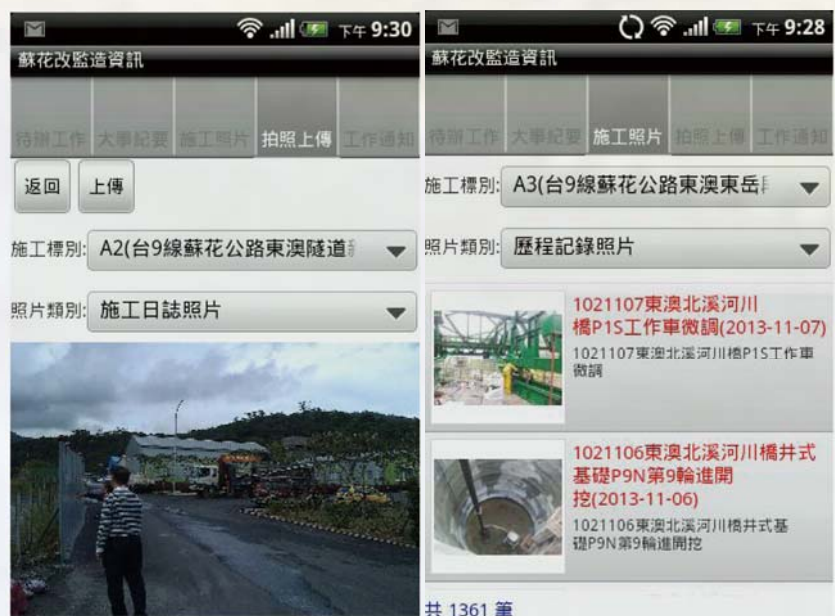 下午 9:30
蘇花改監造資訊
待辦工作 大事紀要 施工照片 拍照上傳 工作通知
返回 上傳
施工標別: A2(台9線蘇花公路東澳隧道
照片類別: 施工日誌照片
下午 9:28
蘇花改監造資訊
待辦工作 大事紀要 施工照片 拍照上傳 工作通知
施工標別: A3(台9線蘇花公路東澳東岳
照片類別: 歷程記錄照片
1021107東澳北溪河川
橋P1S工作車微調(2013-11-07)
1021107東澳北溪河川橋P1S工作車
微調
1021106東澳北溪河川橋井式
基礎P9N第9輪進開
挖(2013-11-06)
1021106東澳北溪河川橋井式基
礎P9N第9輪進開挖
共 1361 筆